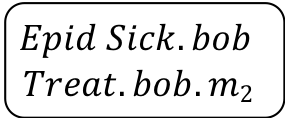 Epid Sick. bob
Treat. bob. m₂